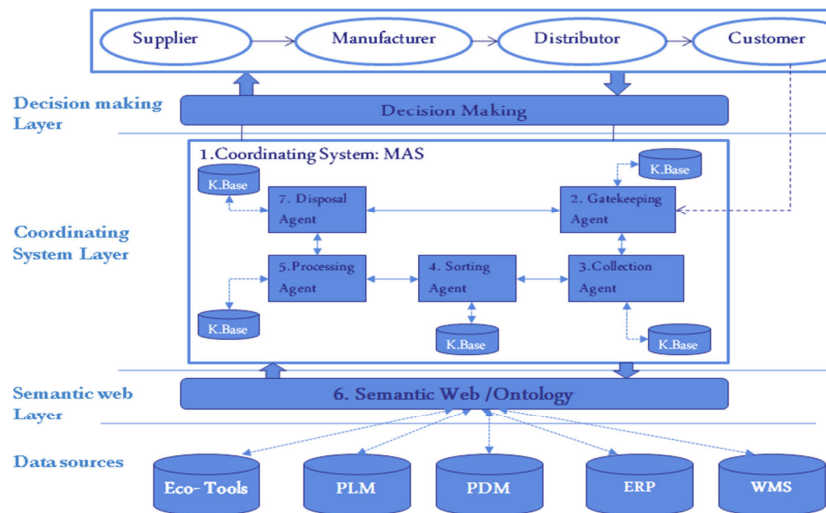 Supplier
Manufacturer
Distributor
Customer
Decision making
Layer
Decision Making
1.Coordinating System: MAS
K.Base
K.Base
7. Disposal
Agent
2. Gatekeeping
Agent
Coordinating
System Layer
5.Processing
Agent
4. Sorting
Agent
3.Collection
Agent
K.Base
K.Base
K.Base
Semantic web
Layer
6. Semantic Web /Ontology
Data sources
Eco- Tools
PLM
PDM
ERP
WMS